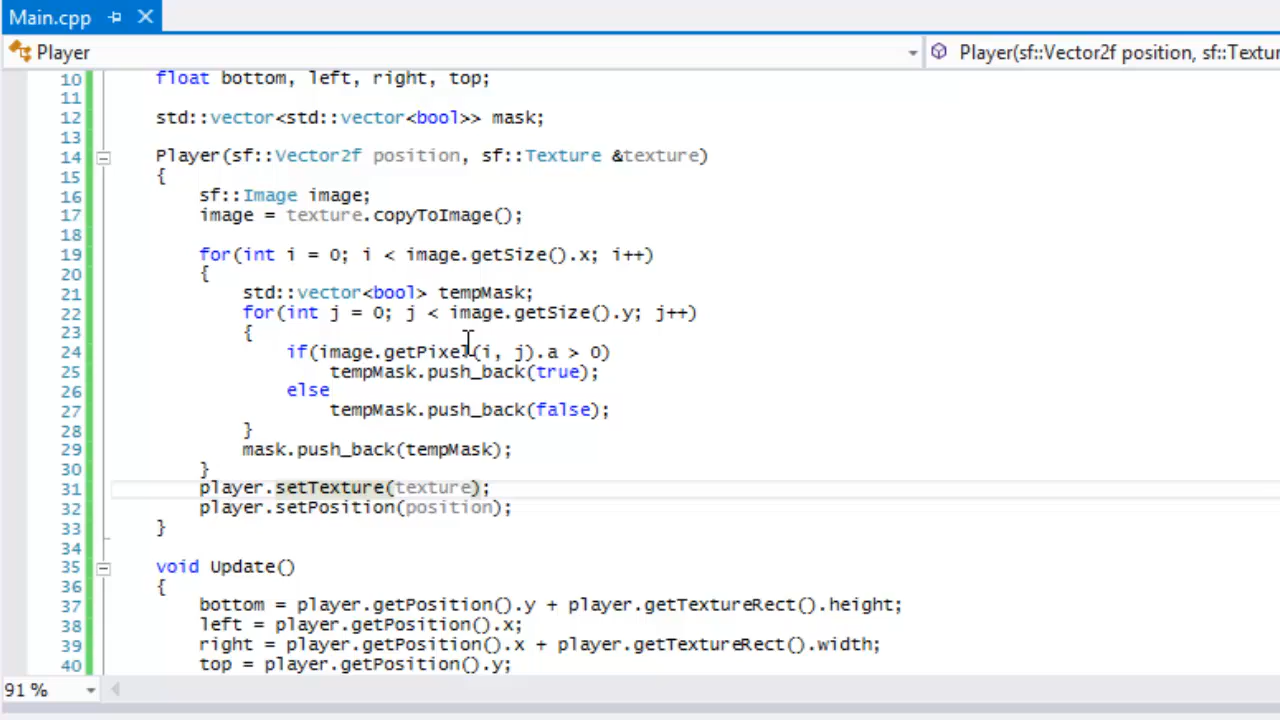 Main.cpp
Player
Player(sf::Vector2f position, sf::Textur
10 float bottom, left, right, top;
11
12 std::vector<std::vector<bool>> mask;
13
14 Player(sf::Vector2f position, sf::Texture &texture)
15 {
16 sf::Image image;
17 image = texture.copyToImage();
18
19 for(int i = 0; i < image.getSize().x; i++)
20 {
21 std::vector<bool> tempMask;
22 for(int j = 0; j < image.getSize().y; j++)
23 {
24 if(image.getPixel(i, j).a > 0)
25 tempMask.push_back(true);
26 else
27 tempMask.push_back(false);
28 }
29 mask.push_back(tempMask);
30 }
31 player.setTexture(texture);
32 player.setPosition(position);
33 }
34
35 void Update()
36 {
37 bottom = player.getPosition().y + player.getTextureRect().height;
38 left = player.getPosition().x;
39 right = player.getPosition().x + player.getTextureRect().width;
40 top = player.getPosition().y;
91 %